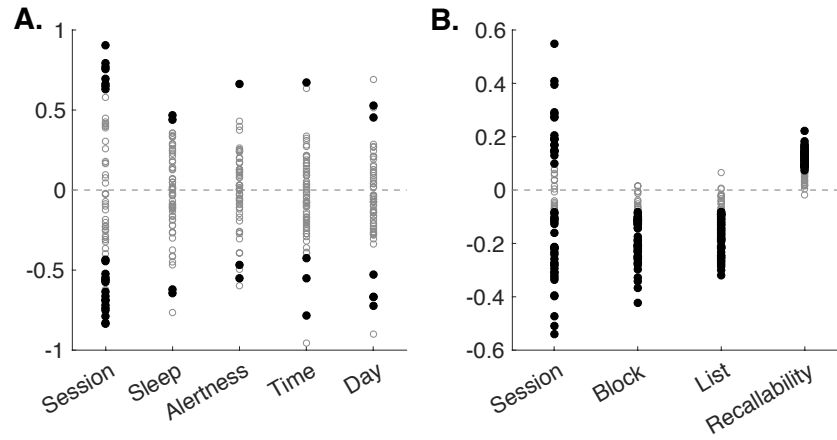 A.
1
0.5
0
-0.5
-1
Session
Sleep
Alertness
Time
Day
B.
0.6
0.4
0.2
0
-0.2
-0.4
-0.6
Session
Block
List
Recallability